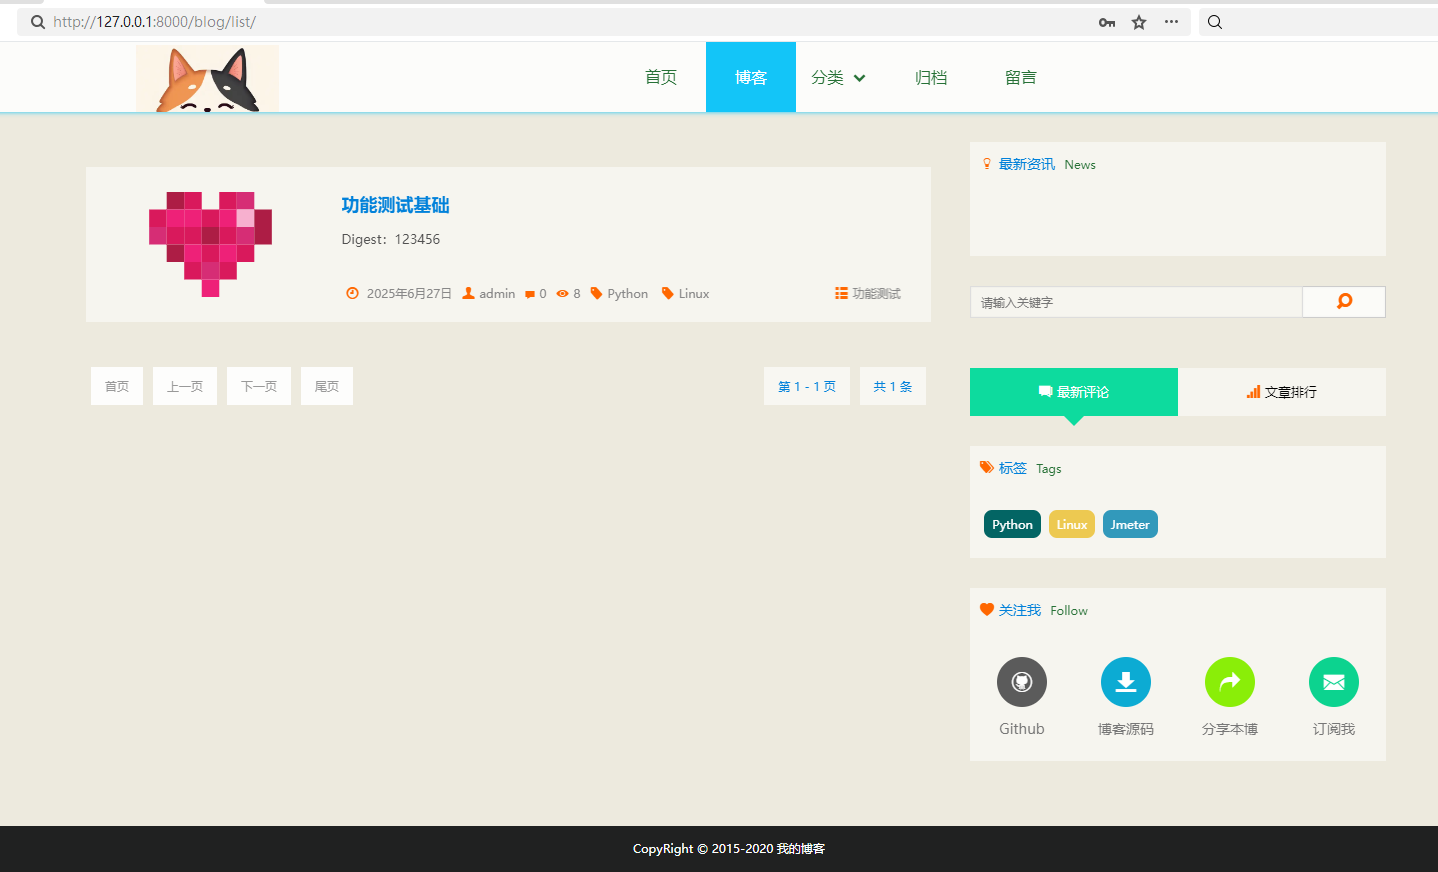 http://127.0.0.1:8000/blog/list/
首页 博客 分类 归档 留言
功能测试基础
Digest：123456
2025年6月27日 admin 0 8 Python Linux 功能测试
首页 上一页 下一页 尾页 第 1 - 1 页 共 1 条
最新资讯 News
请输入关键字
最新评论 文章排行
标签 Tags
Python Linux Jmeter
关注我 Follow
Github 博客源码 分享本博 订阅我
CopyRight © 2015-2020 我的博客